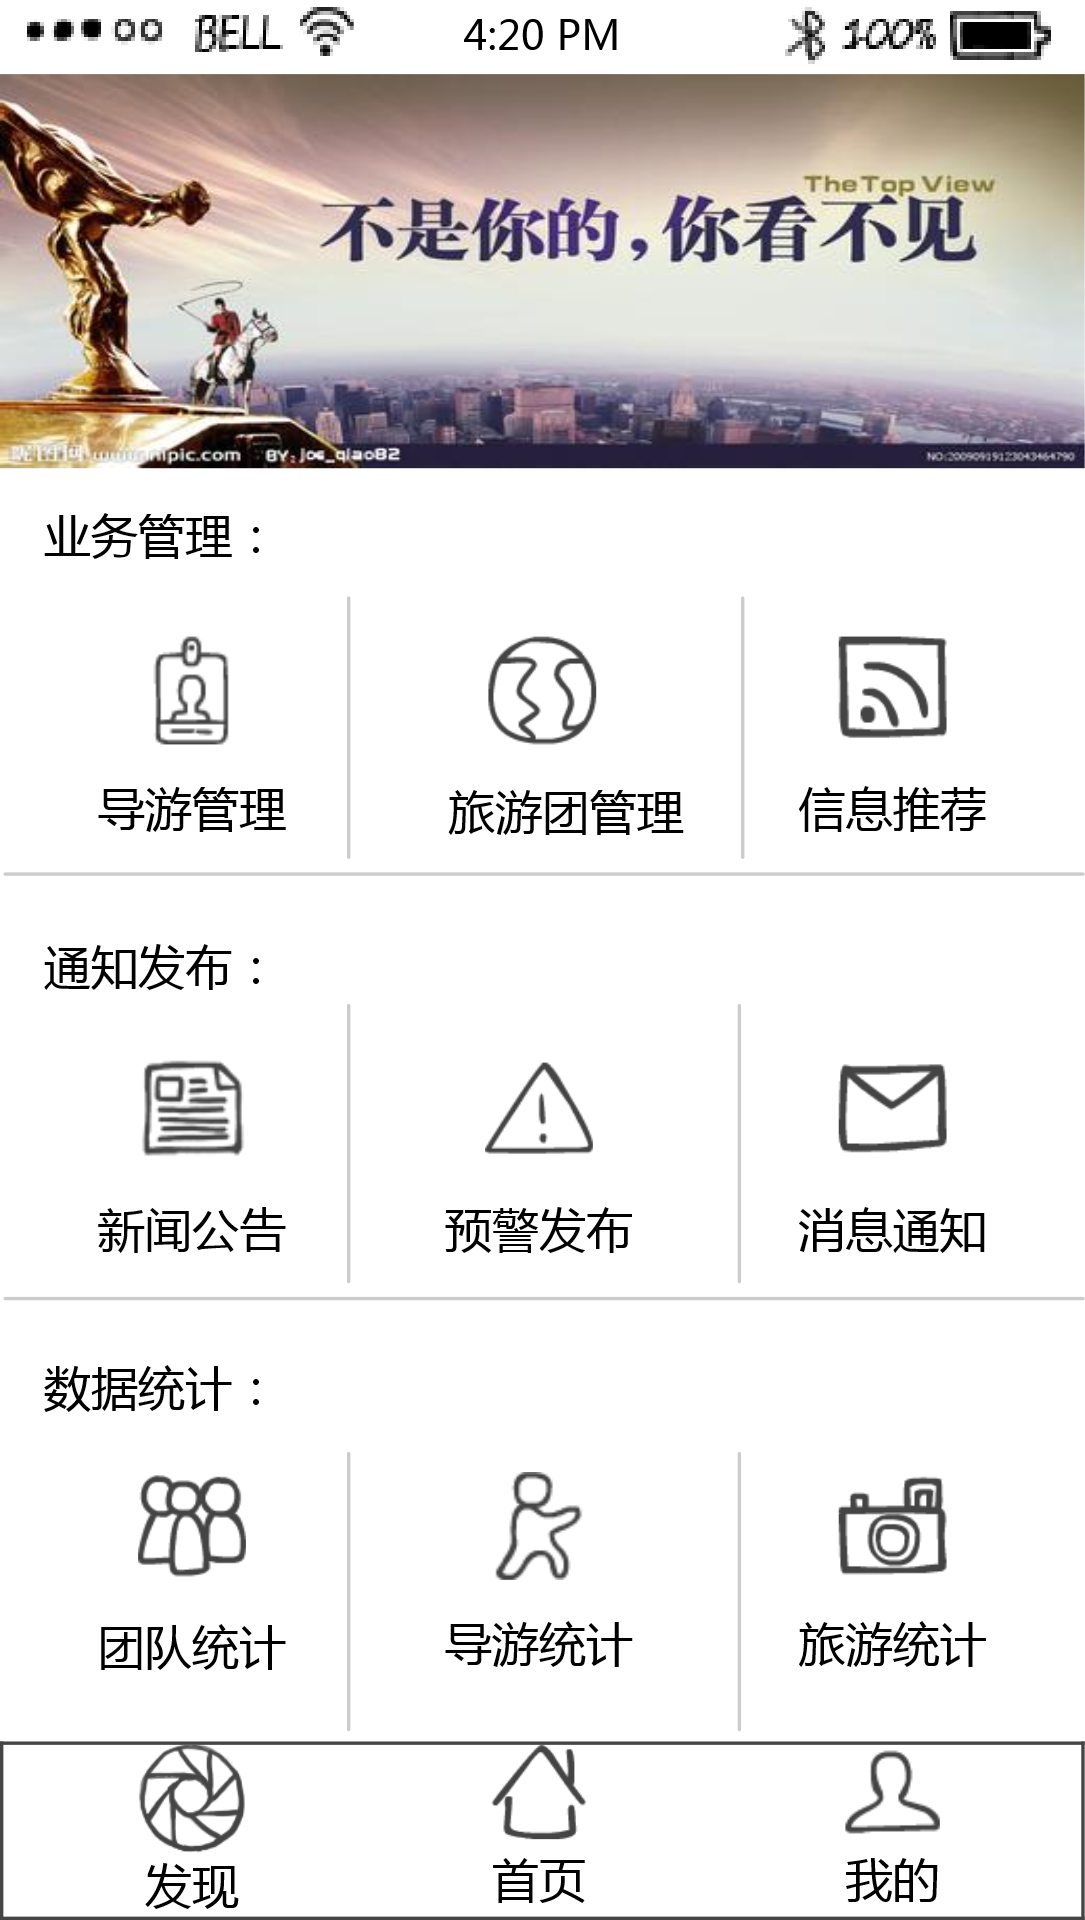 BELL 4:20 PM 100%
TheTopView
不是你的，你看不见
昵图网 www.nipic.com BY: joe_qiao82 NO:20090919123043464790
业务管理：
导游管理 旅游团管理 信息推荐
通知发布：
新闻公告 预警发布 消息通知
数据统计：
团队统计 导游统计 旅游统计
发现 首页 我的